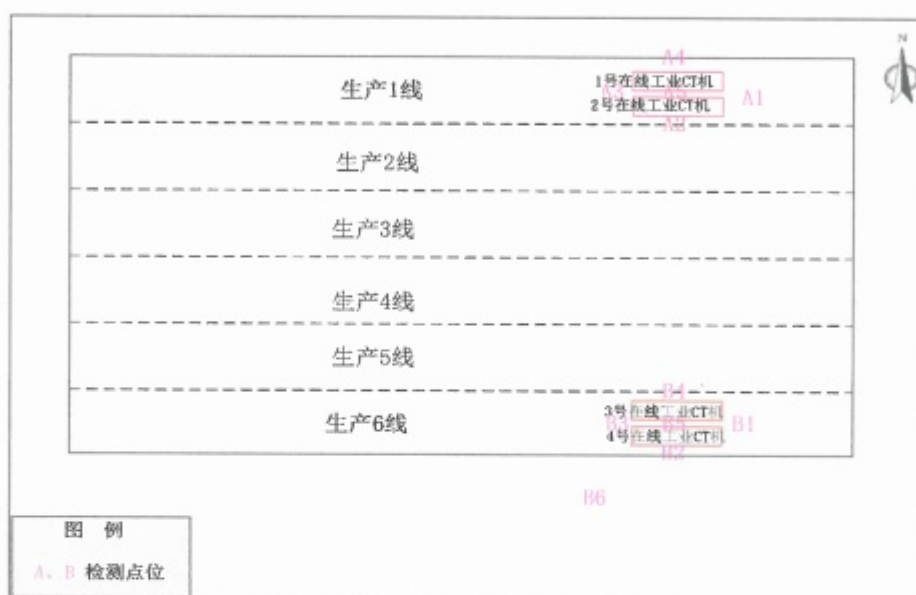 N
A4
1号在线工业CT机
生产1线
A3 A5 A1
2号在线工业CT机
A2
生产2线
生产3线
生产4线
生产5线
B4
3号在线工业CT机
生产6线
B3 B5 B1
4号在线工业CT机
B2
B6
图 例
A、B 检测点位